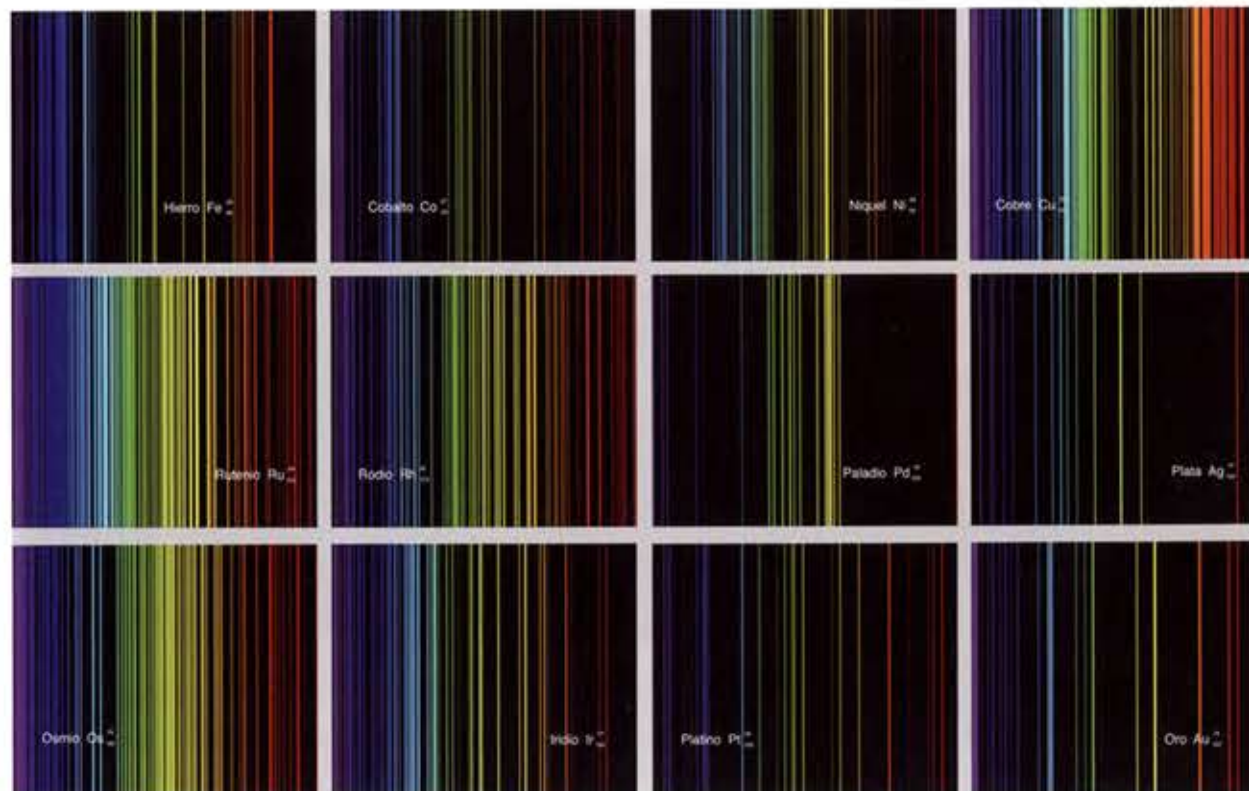 Hierro Fe
Cobalto Co
Niquel Ni
Cobre Cu
Rutenio Ru
Rodio Rh
Paladio Pd
Plata Ag
Osmio Os
Iridio Ir
Platino Pt
Oro Au